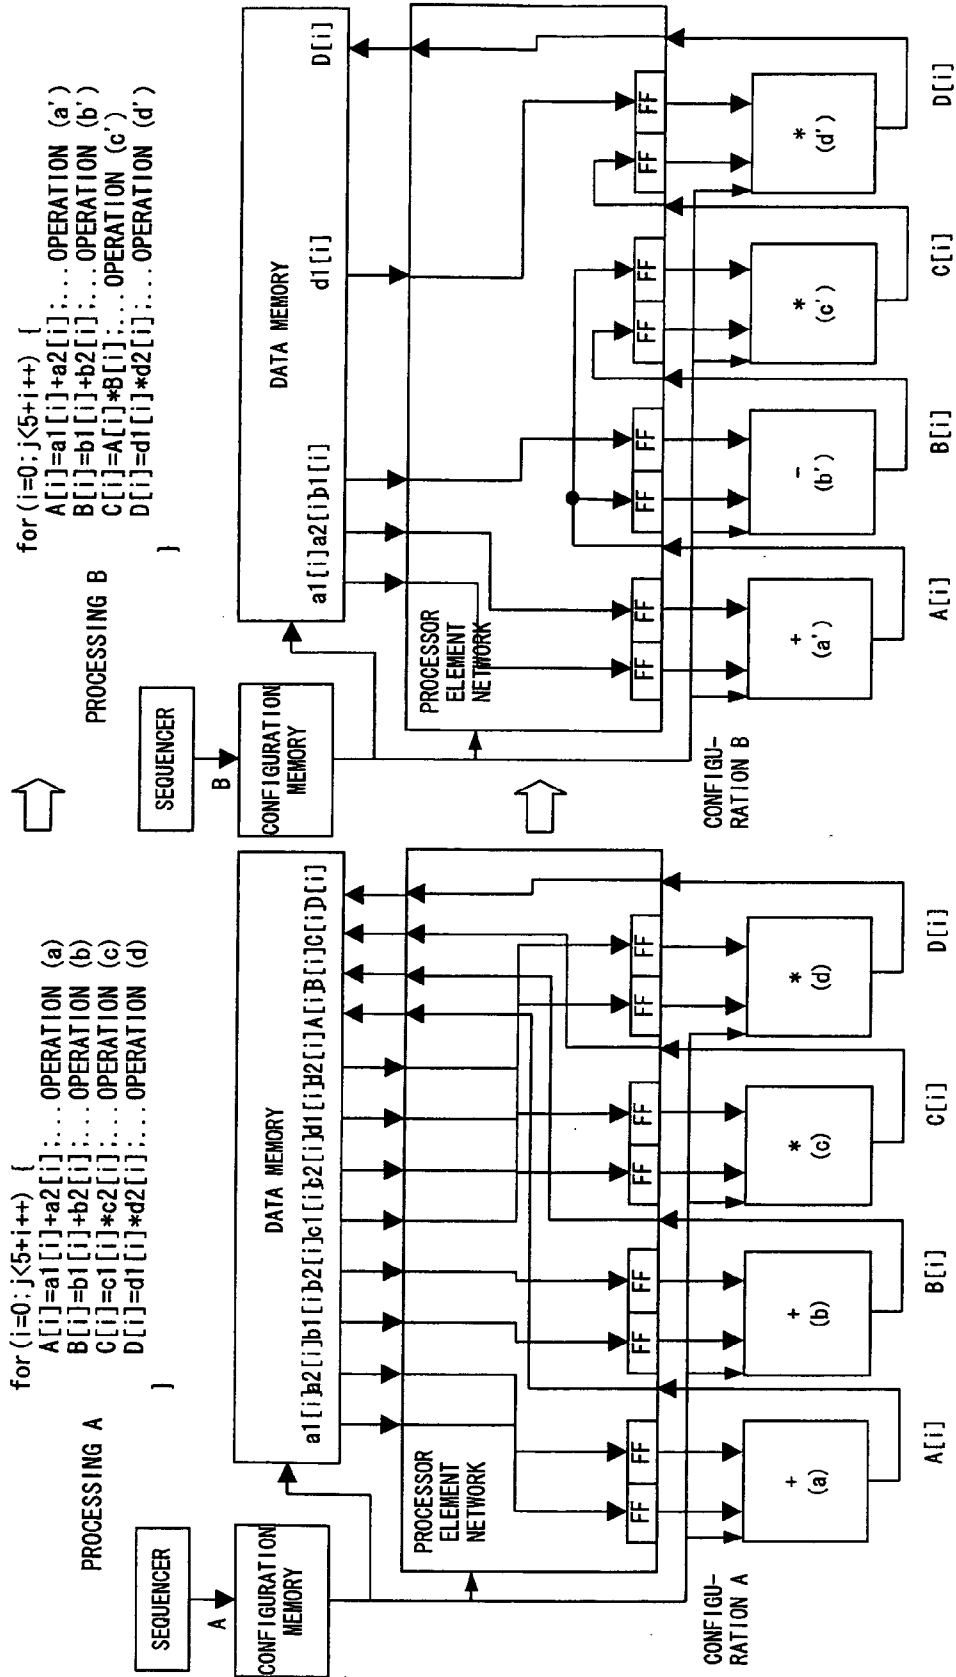 PROCESSING A
for(i=0;j<5+i++) {
A[i]=a1[i]+a2[i];...OPERATION (a)
B[i]=b1[i]+b2[i];...OPERATION (b)
C[i]=c1[i]*c2[i];...OPERATION (c)
D[i]=d1[i]*d2[i];...OPERATION (d)
}
SEQUENCER
A
CONFIGURATION
MEMORY
DATA MEMORY
a1[i]a2[i]b1[i]b2[i]c1[i]c2[i]d1[i]d2[i]A[i]B[i]C[i]D[i]
PROCESSOR
ELEMENT
NETWORK
FF FF FF FF FF FF FF FF
CONFIGU-
RATION A
+
(a)
+
(b)
*
(c)
*
(d)
A[i] B[i] C[i] D[i]
PROCESSING B
for(i=0;j<5+i++) {
A[i]=a1[i]+a2[i];...OPERATION (a')
B[i]=b1[i]+b2[i];...OPERATION (b')
C[i]=A[i]*B[i];...OPERATION (c')
D[i]=d1[i]*d2[i];...OPERATION (d')
}
SEQUENCER
B
CONFIGURATION
MEMORY
DATA MEMORY
a1[i]a2[i]b1[i] d1[i] D[i]
PROCESSOR
ELEMENT
NETWORK
FF FF FF FF FF FF FF FF
CONFIGU-
RATION B
+
(a')
-
(b')
*
(c')
*
(d')
A[i] B[i] C[i] D[i]